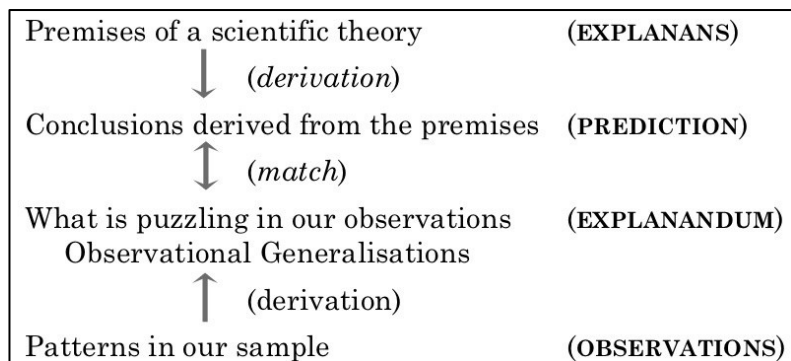 Premises of a scientific theory (EXPLANANS)
(derivation)
Conclusions derived from the premises (PREDICTION)
(match)
What is puzzling in our observations (EXPLANANDUM)
Observational Generalisations
(derivation)
Patterns in our sample (OBSERVATIONS)